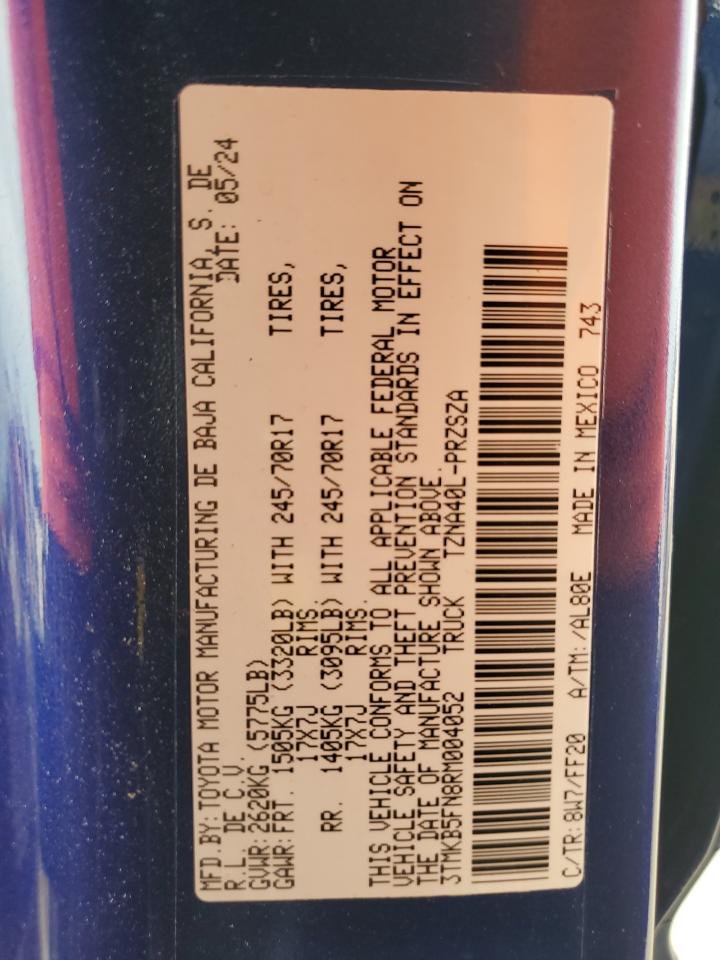 MFD.BY:TOYOTA MOTOR MANUFACTURING DE BAJA CALIFORNIA, S. DE
R.L. DE C.V. DATE: 05/24
GVWR:2620KG (5775LB)
GAWR:FRT. 1505KG (3320LB) WITH 245/70R17 TIRES,
17X7J RIMS.
RR. 1405KG (3095LB) WITH 245/70R17 TIRES,
17X7J RIMS.
THIS VEHICLE CONFORMS TO ALL APPLICABLE FEDERAL MOTOR
VEHICLE SAFETY AND THEFT PREVENTION STANDARDS IN EFFECT ON
THE DATE OF MANUFACTURE SHOWN ABOVE.
3TMKB5FN8RM004052 TRUCK TZNA40L-PRZSZA
C/TR:8W7/FF20 A/TM:/AL80E MADE IN MEXICO 743